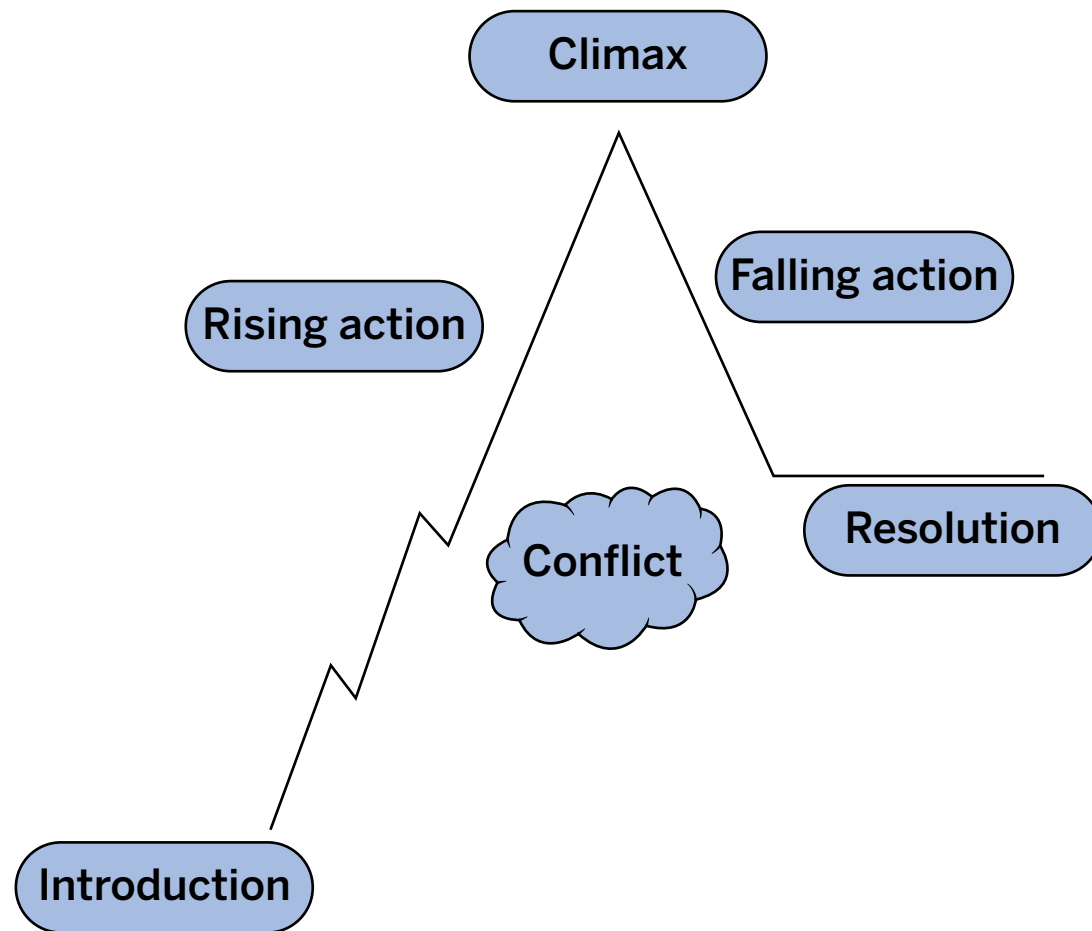 Climax
Falling action
Rising action
Conflict
Resolution
Introduction